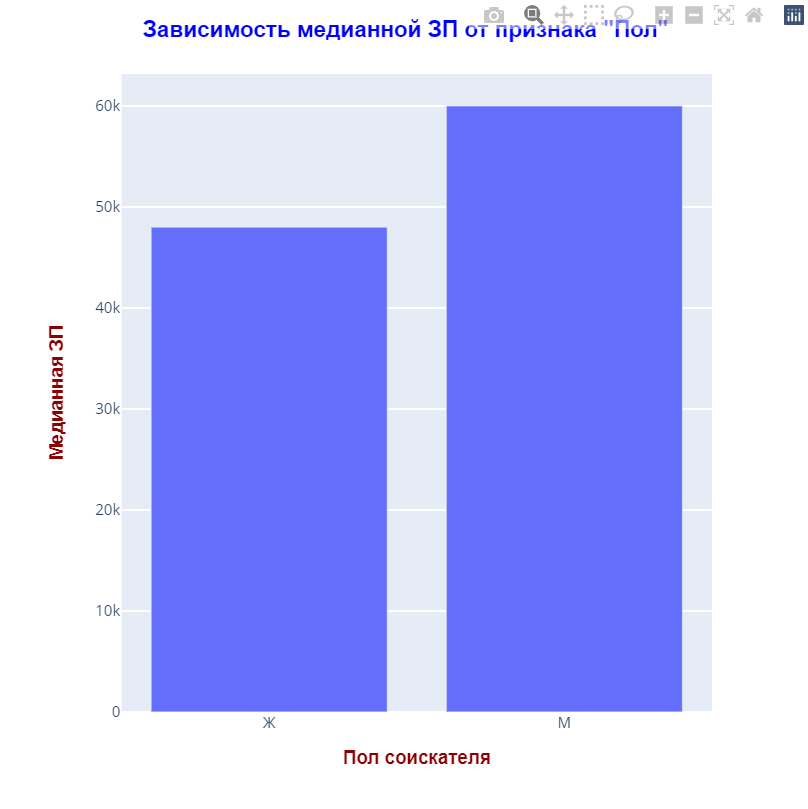 Зависимость медианной ЗП от признака "Пол"
60k
50k
40k
30k
20k
10k
0
Медианная ЗП
Ж
М
Пол соискателя